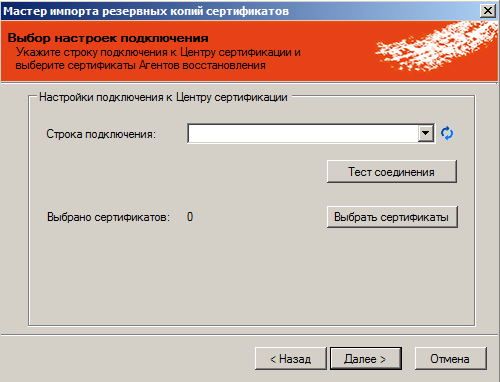 Мастер импорта резервных копий сертификатов
Выбор настроек подключения
Укажите строку подключения к Центру сертификации и
выберите сертификаты Агентов восстановления
Настройки подключения к Центру сертификации
Строка подключения:
Тест соединения
Выбрано сертификатов: 0
Выбрать сертификаты
< Назад
Далее >
Отмена